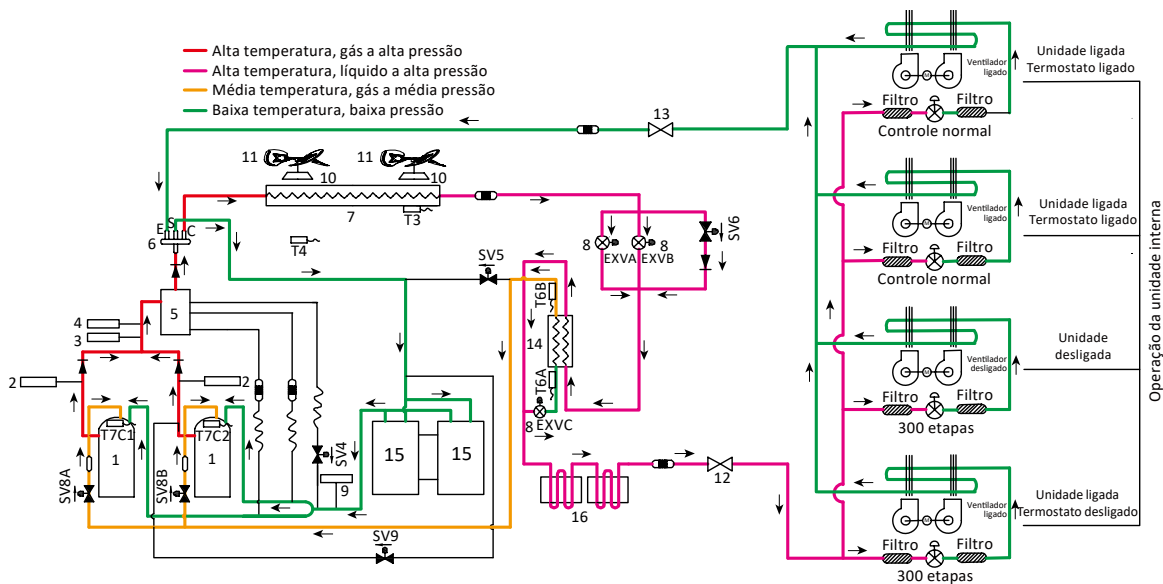 Alta temperatura, gás a alta pressão
Alta temperatura, líquido a alta pressão
Média temperatura, gás a média pressão
Baixa temperatura, baixa pressão
13
11
11
10
10
7
T3
E
S
C
6
T4
SV5
8
EXVA
8
EXVB
SV6
T6B
14
T6A
8
EXVC
5
4
3
2
2
T7C1
T7C2
1
1
SV8A
SV8B
SV4
9
15
15
16
12
SV9
M
Ventilador
ligado
Unidade ligada
Termostato ligado
Filtro
Filtro
Controle normal
M
Ventilador
ligado
Unidade ligada
Termostato ligado
Filtro
Filtro
Controle normal
M
Ventilador
desligado
Unidade
desligada
Filtro
Filtro
300 etapas
M
Ventilador
ligado
Unidade ligada
Termostato desligado
Filtro
Filtro
300 etapas
Operação da unidade interna